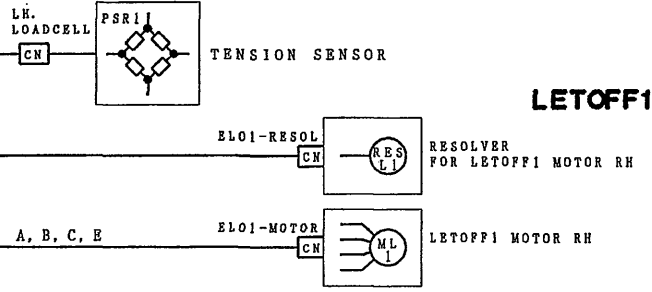 LH.
LOADCELL
PSR1
CN
TENSION SENSOR
LETOFF1
EL01-RESOL
CN
RES
L1
RESOLVER
FOR LETOFF1 MOTOR RH
A, B, C, E
EL01-MOTOR
CN
ML
1
LETOFF1 MOTOR RH